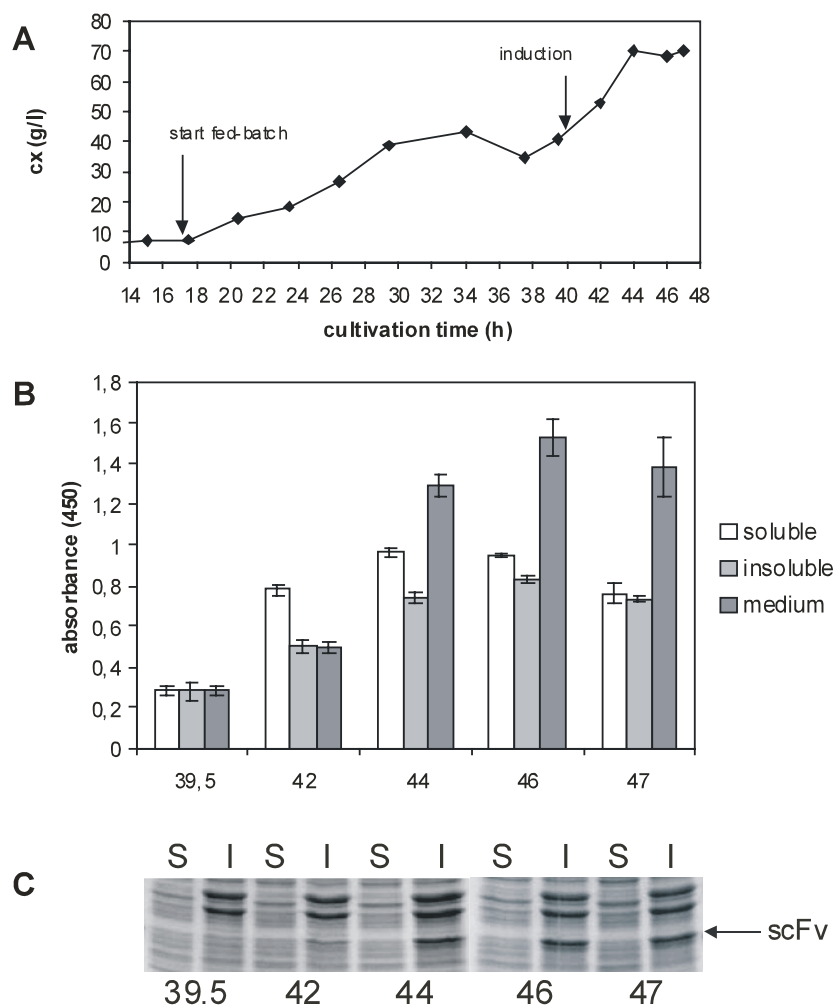 A
80
70
60
50
40
30
20
10
0
cx (g/l)
induction
start fed-batch
14 16 18 20 22 24 26 28 30 32 34 36 38 40 42 44 46 48
cultivation time (h)
B
1,8
1,6
1,4
1,2
1
0,8
0,6
0,4
0,2
0
absorbance (450)
soluble
insoluble
medium
39,5 42 44 46 47
C
S I S I S I S I S I
scFv
39.5 42 44 46 47